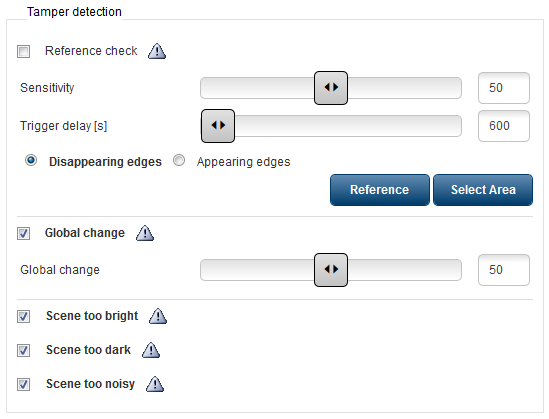 Tamper detection
Reference check
Sensitivity 50
Trigger delay [s] 600
Disappearing edges Appearing edges
Reference Select Area
Global change
Global change 50
Scene too bright
Scene too dark
Scene too noisy